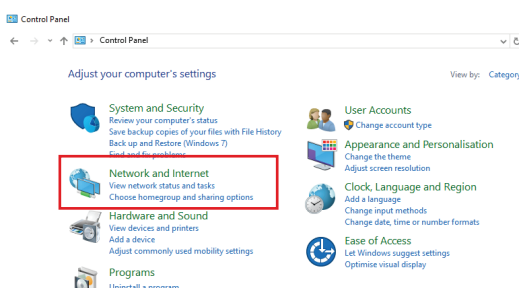 Control Panel
Control Panel
Adjust your computer's settings
View by: Category
System and Security
Review your computer's status
Save backup copies of your files with File History
Back up and Restore (Windows 7)
Find and fix problems
Network and Internet
View network status and tasks
Choose homegroup and sharing options
Hardware and Sound
View devices and printers
Add a device
Adjust commonly used mobility settings
Programs
Uninstall a program
User Accounts
Change account type
Appearance and Personalisation
Change the theme
Adjust screen resolution
Clock, Language and Region
Add a language
Change input methods
Change date, time or number formats
Ease of Access
Let Windows suggest settings
Optimise visual display